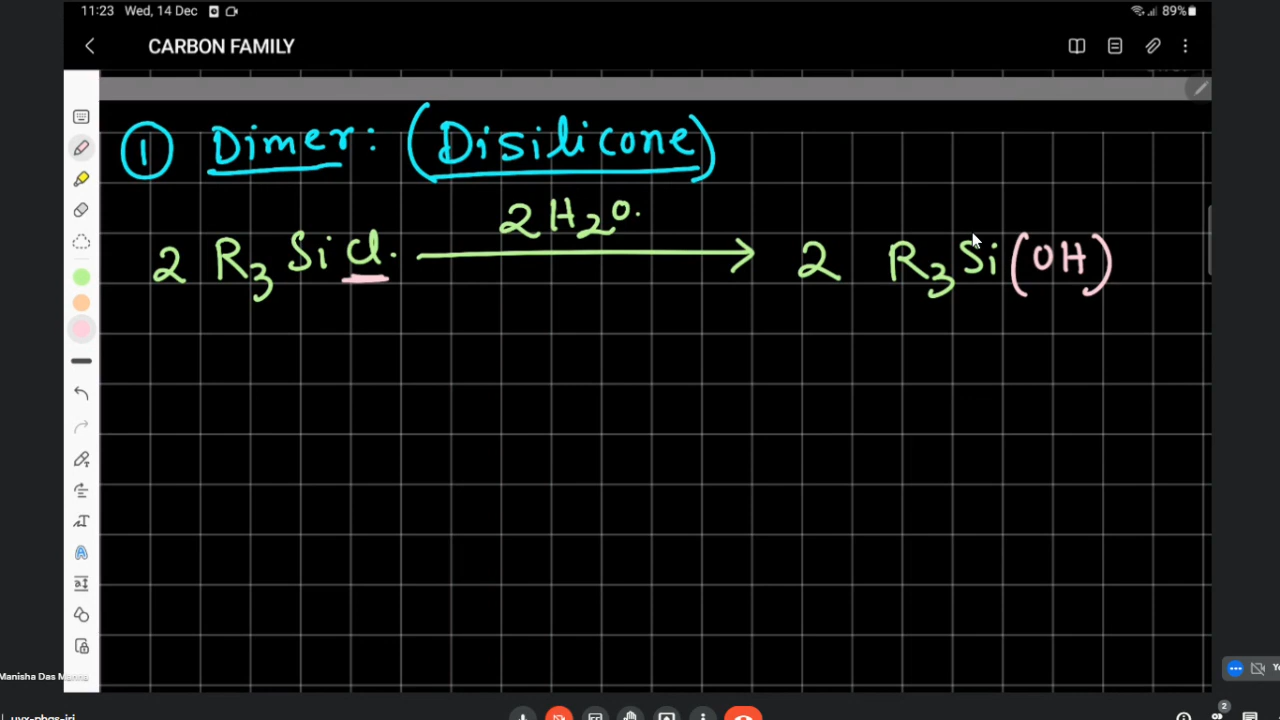 11:23 Wed, 14 Dec
89%
CARBON FAMILY
① Dimer: (Disilicone)
2H₂O.
2 R₃SiCl. ⟶ 2 R₃Si(OH)
Manisha Das Manna
2